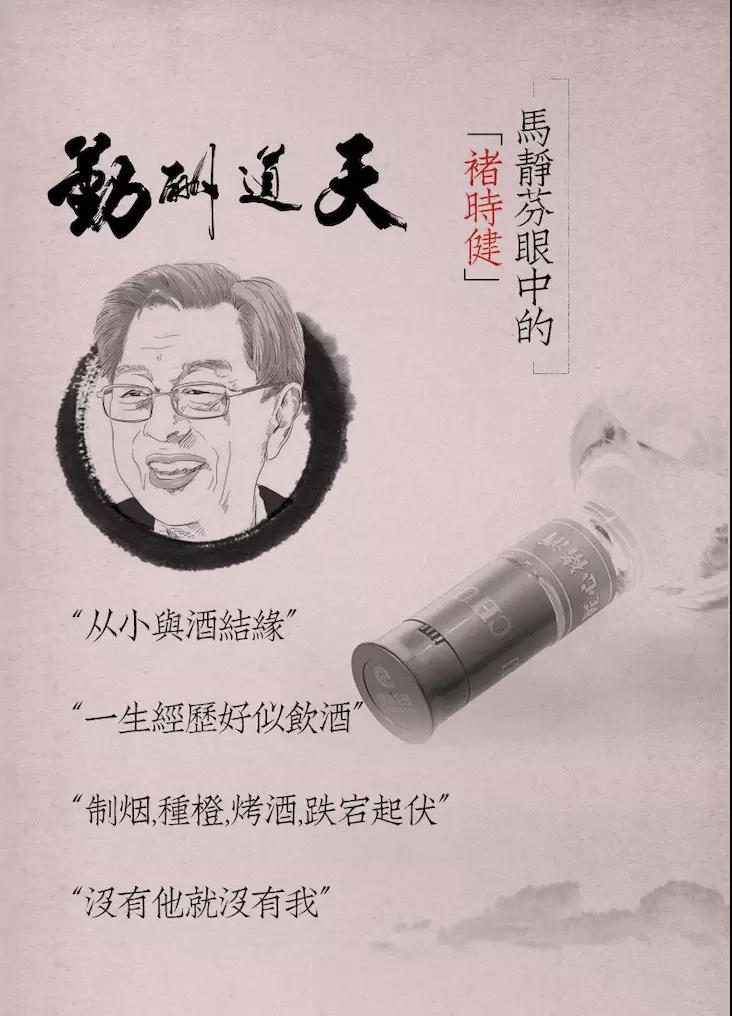 天道酬勤
馬靜芬眼中的
「褚時健」
“从小與酒結緣”
“一生經歷好似飲酒”
“制烟,種橙,烤酒,跌宕起伏”
“沒有他就沒有我”